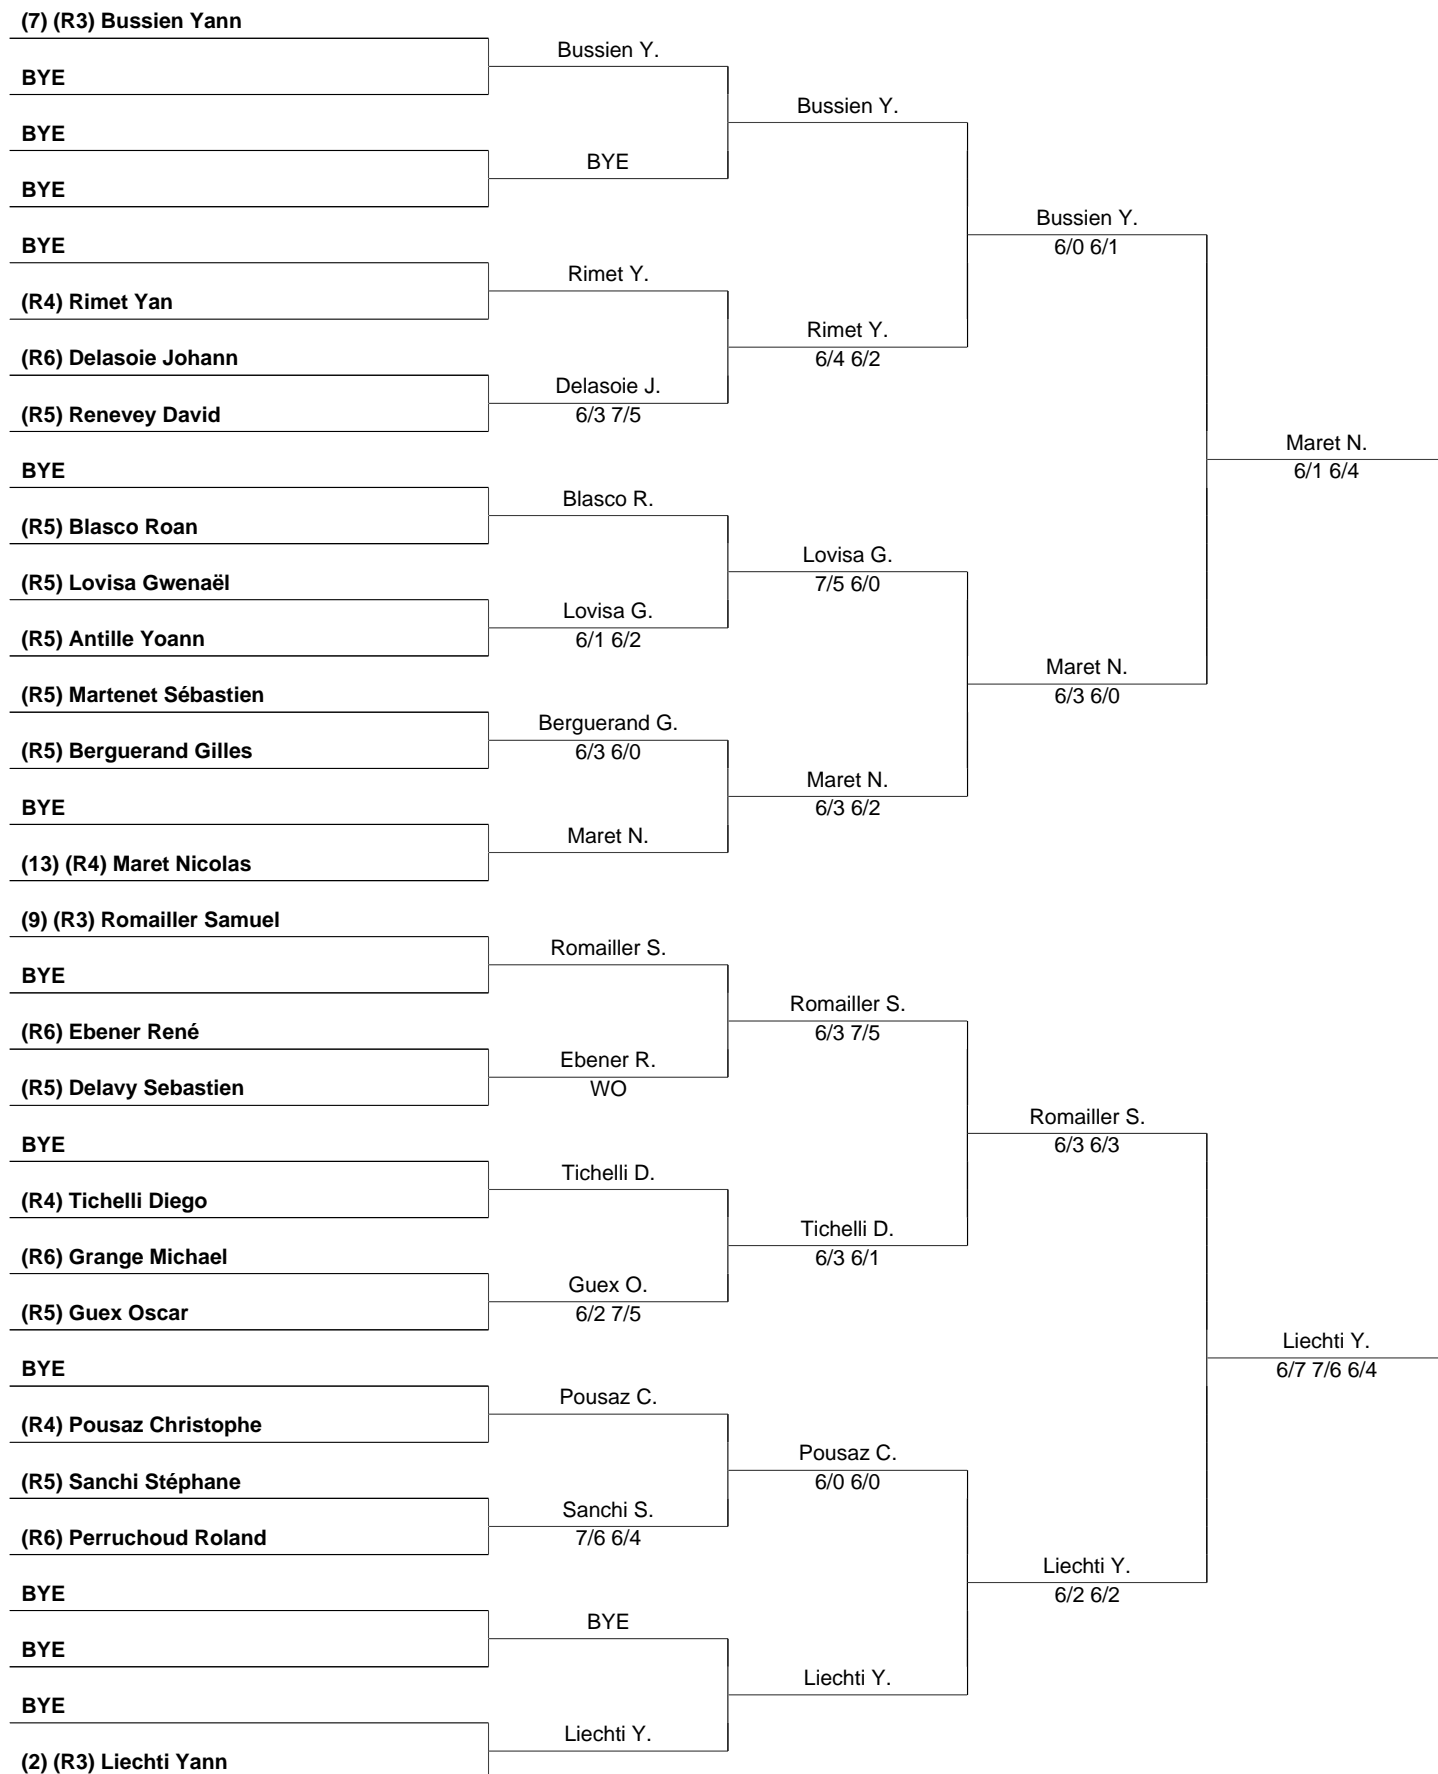 (7) (R3) Bussien Yann
BYE
BYE
BYE
BYE
(R4) Rimet Yan
(R6) Delasoie Johann
(R5) Renevey David
BYE
(R5) Blasco Roan
(R5) Lovisa Gwenaël
(R5) Antille Yoann
(R5) Martenet Sébastien
(R5) Berguerand Gilles
BYE
(13) (R4) Maret Nicolas
(9) (R3) Romailler Samuel
BYE
(R6) Ebener René
(R5) Delavy Sebastien
BYE
(R4) Tichelli Diego
(R6) Grange Michael
(R5) Guex Oscar
BYE
(R4) Pousaz Christophe
(R5) Sanchi Stéphane
(R6) Perruchoud Roland
BYE
BYE
BYE
(2) (R3) Liechti Yann
Bussien Y.
BYE
Rimet Y.
Delasoie J.
6/3 7/5
Blasco R.
Lovisa G.
6/1 6/2
Berguerand G.
6/3 6/0
Maret N.
Romailler S.
Ebener R.
WO
Tichelli D.
Guex O.
6/2 7/5
Pousaz C.
Sanchi S.
7/6 6/4
BYE
Liechti Y.
Bussien Y.
Rimet Y.
6/4 6/2
Lovisa G.
7/5 6/0
Maret N.
6/3 6/2
Romailler S.
6/3 7/5
Tichelli D.
6/3 6/1
Pousaz C.
6/0 6/0
Liechti Y.
Bussien Y.
6/0 6/1
Maret N.
6/3 6/0
Romailler S.
6/3 6/3
Liechti Y.
6/2 6/2
Maret N.
6/1 6/4
Liechti Y.
6/7 7/6 6/4